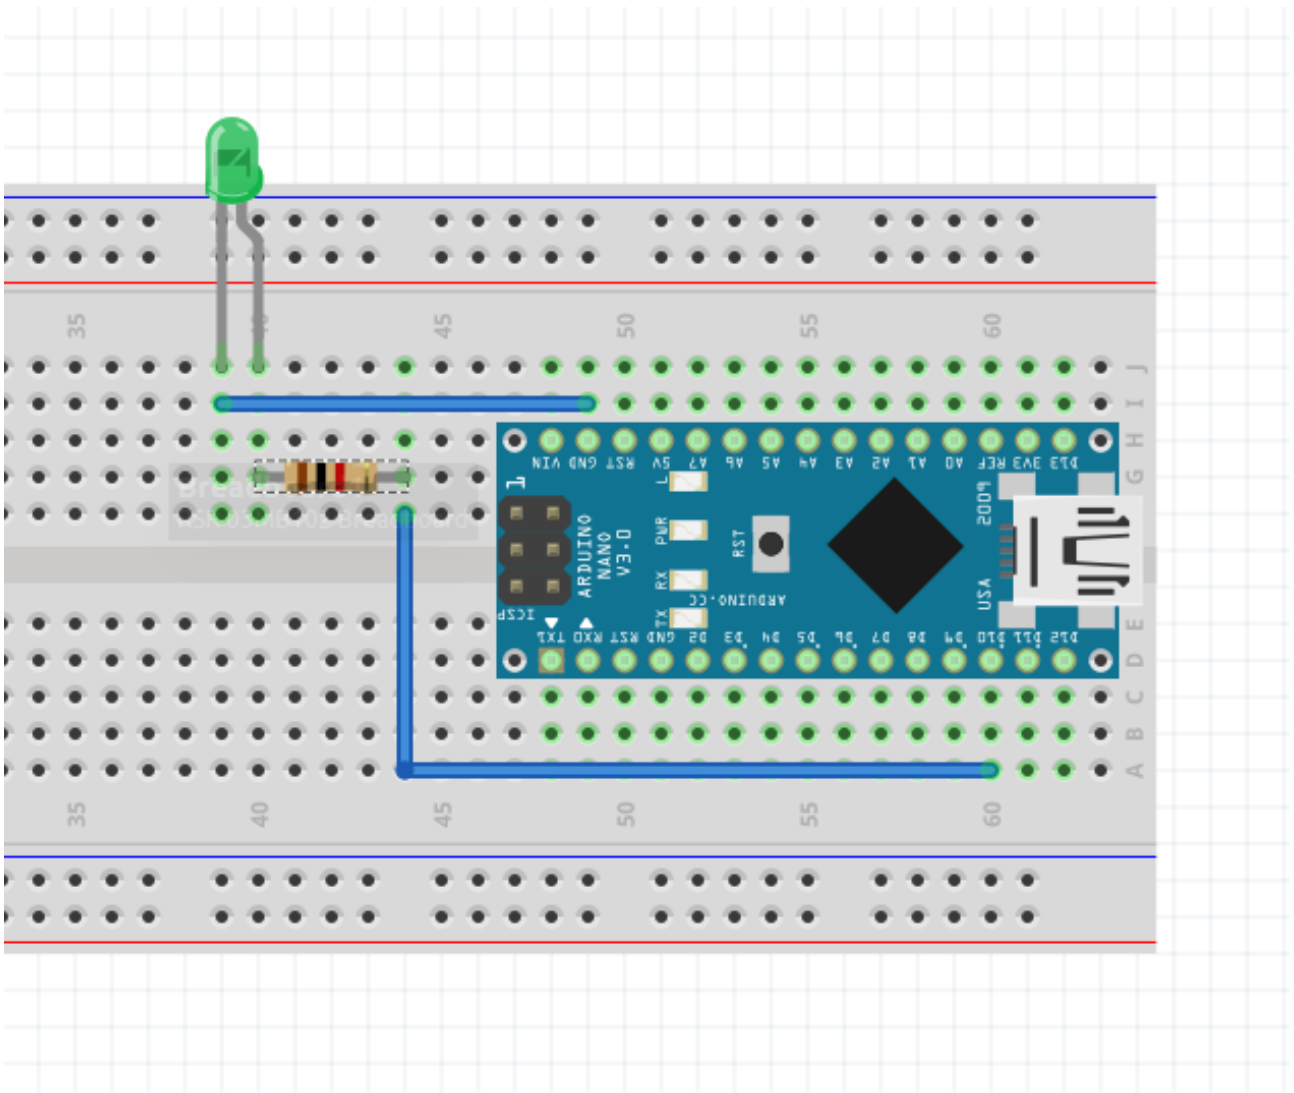 35 40 45 50 55 60
J
I
H
G
E
D
C
B
A
VIN GND RST 5V A7 A6 A5 A4 A3 A2 A1 A0 REF 3V3 D13
1
L
PWR
RX
TX
RST
ARDUINO
NANO
V3.0
ARDUINO.CC
2009
USA
ICSP
TX1 RX0 RST GND D2 D3 D4 D5 D6 D7 D8 D9 D10 D11 D12
35 40 45 50 55 60